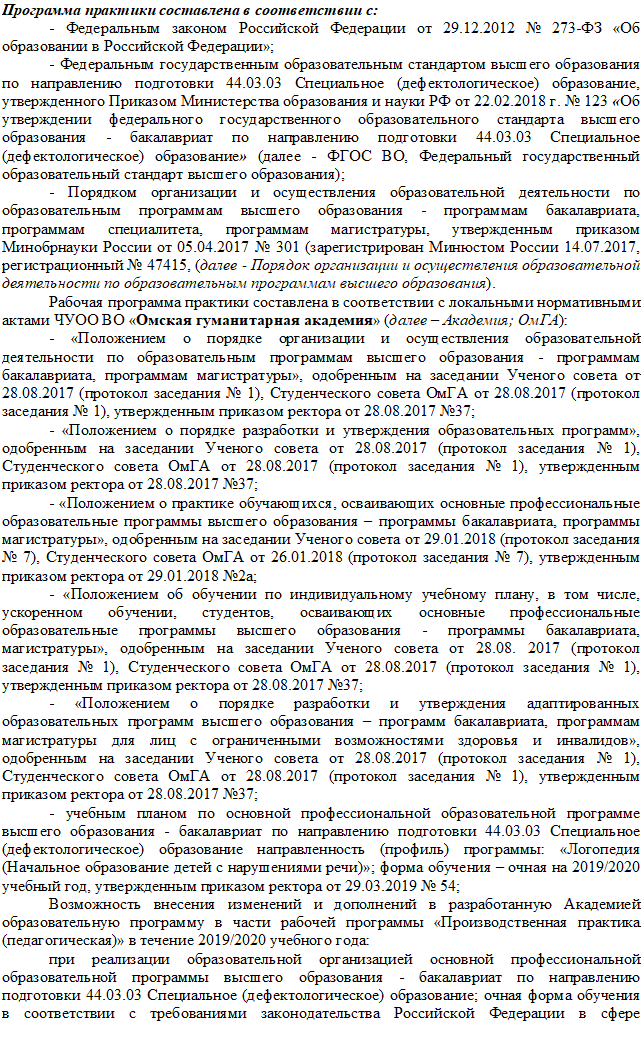 Программа практики составлена в соответствии с:
- Федеральным законом Российской Федерации от 29.12.2012 № 273-ФЗ «Об
образовании в Российской Федерации»;
- Федеральным государственным образовательным стандартом высшего образования
по направлению подготовки 44.03.03 Специальное (дефектологическое) образование,
утвержденного Приказом Министерства образования и науки РФ от 22.02.2018 г. № 123 «Об
утверждении федерального государственного образовательного стандарта высшего
образования - бакалавриат по направлению подготовки 44.03.03 Специальное
(дефектологическое) образование» (далее - ФГОС ВО, Федеральный государственный
образовательный стандарт высшего образования);
- Порядком организации и осуществления образовательной деятельности по
образовательным программам высшего образования - программам бакалавриата,
программам специалитета, программам магистратуры, утвержденным приказом
Минобрнауки России от 05.04.2017 № 301 (зарегистрирован Минюстом России 14.07.2017,
регистрационный № 47415, (далее - Порядок организации и осуществления образовательной
деятельности по образовательным программам высшего образования).
Рабочая программа практики составлена в соответствии с локальными нормативными
актами ЧУОО ВО «Омская гуманитарная академия» (далее – Академия; ОмГА):
- «Положением о порядке организации и осуществления образовательной
деятельности по образовательным программам высшего образования - программам
бакалавриата, программам магистратуры», одобренным на заседании Ученого совета от
28.08.2017 (протокол заседания № 1), Студенческого совета ОмГА от 28.08.2017 (протокол
заседания № 1), утвержденным приказом ректора от 28.08.2017 №37;
- «Положением о порядке разработки и утверждения образовательных программ»,
одобренным на заседании Ученого совета от 28.08.2017 (протокол заседания № 1),
Студенческого совета ОмГА от 28.08.2017 (протокол заседания № 1), утвержденным
приказом ректора от 28.08.2017 №37;
- «Положением о практике обучающихся, осваивающих основные профессиональные
образовательные программы высшего образования – программы бакалавриата, программы
магистратуры», одобренным на заседании Ученого совета от 29.01.2018 (протокол заседания
№ 7), Студенческого совета ОмГА от 26.01.2018 (протокол заседания № 7), утвержденным
приказом ректора от 29.01.2018 №2а;
- «Положением об обучении по индивидуальному учебному плану, в том числе,
ускоренном обучении, студентов, осваивающих основные профессиональные
образовательные программы высшего образования - программы бакалавриата,
магистратуры», одобренным на заседании Ученого совета от 28.08. 2017 (протокол
заседания № 1), Студенческого совета ОмГА от 28.08.2017 (протокол заседания № 1),
утвержденным приказом ректора от 28.08.2017 №37;
- «Положением о порядке разработки и утверждения адаптированных
образовательных программ высшего образования – программ бакалавриата, программам
магистратуры для лиц с ограниченными возможностями здоровья и инвалидов»,
одобренным на заседании Ученого совета от 28.08.2017 (протокол заседания № 1),
Студенческого совета ОмГА от 28.08.2017 (протокол заседания № 1), утвержденным
приказом ректора от 28.08.2017 №37;
- учебным планом по основной профессиональной образовательной программе
высшего образования - бакалавриат по направлению подготовки 44.03.03 Специальное
(дефектологическое) образование направленность (профиль) программы: «Логопедия
(Начальное образование детей с нарушениями речи)»; форма обучения – очная на 2019/2020
учебный год, утвержденным приказом ректора от 29.03.2019 № 54;
Возможность внесения изменений и дополнений в разработанную Академией
образовательную программу в части рабочей программы «Производственная практика
(педагогическая)» в течение 2019/2020 учебного года:
при реализации образовательной организацией основной профессиональной
образовательной программы высшего образования - бакалавриат по направлению
подготовки 44.03.03 Специальное (дефектологическое) образование; очная форма обучения
в соответствии с требованиями законодательства Российской Федерации в сфере